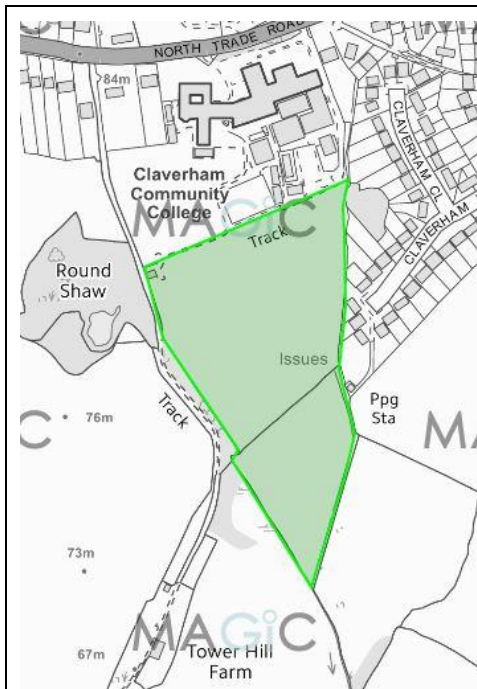 NORTH TRADE ROAD
84m
Claverham
Community
College
CLAVERHAM CL
CLAVERHAM
MAGiC
Track
Round
Shaw
Issues
Track
76m
Ppg
Sta
MA
C
73m
MAGiC
67m
Tower Hill
Farm